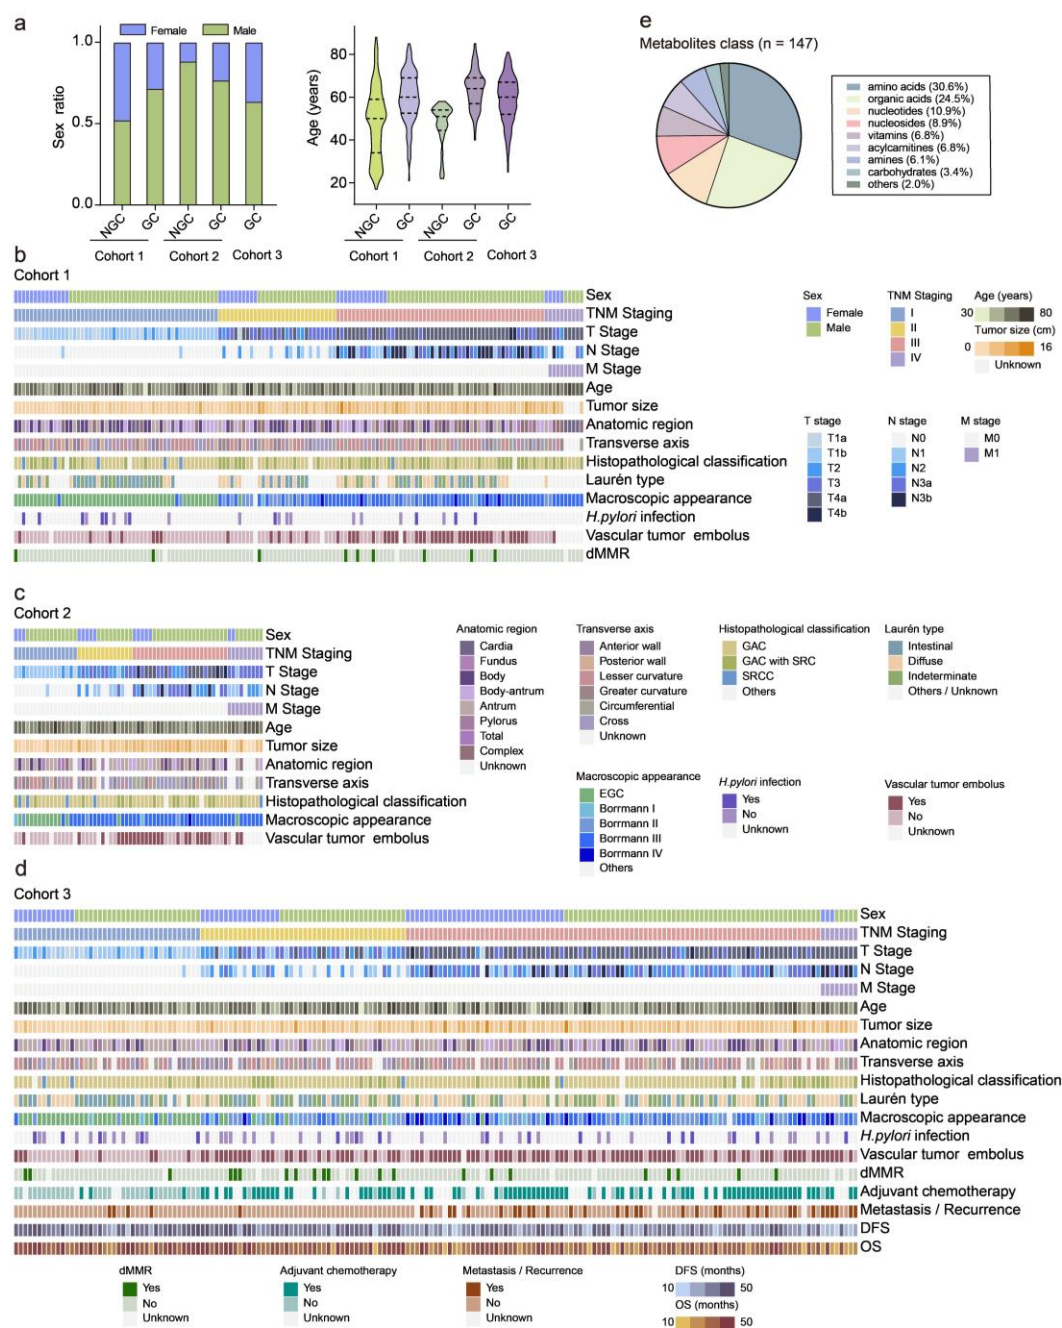 a
Female
Male
1.0
0.5
0.0
Sex ratio
NGC
GC
NGC
GC
GC
Cohort 1
Cohort 2
Cohort 3
80
60
40
20
Age (years)
NGC
GC
NGC
GC
GC
Cohort 1
Cohort 2
Cohort 3
e
Metabolites class (n = 147)
amino acids (30.6%)
organic acids (24.5%)
nucleotides (10.9%)
nucleosides (8.9%)
vitamins (6.8%)
acylcarnitines (6.8%)
amines (6.1%)
carbohydrates (3.4%)
others (2.0%)
b
Cohort 1
Sex
TNM Staging
T Stage
N Stage
M Stage
Age
Tumor size
Anatomic region
Transverse axis
Histopathological classification
Laurén type
Macroscopic appearance
H.pylori infection
Vascular tumor embolus
dMMR
Sex
Female
Male
TNM Staging
I
II
III
IV
Age (years)
30 80
Tumor size (cm)
0 16
Unknown
T stage
T1a
T1b
T2
T3
T4a
T4b
N stage
N0
N1
N2
N3a
N3b
M stage
M0
M1
c
Cohort 2
Sex
TNM Staging
T Stage
N Stage
M Stage
Age
Tumor size
Anatomic region
Transverse axis
Histopathological classification
Macroscopic appearance
Vascular tumor embolus
Anatomic region
Cardia
Fundus
Body
Body-antrum
Antrum
Pylorus
Total
Complex
Unknown
Transverse axis
Anterior wall
Posterior wall
Lesser curvature
Greater curvature
Circumferential
Cross
Unknown
Histopathological classification
GAC
GAC with SRC
SRCC
Others
Laurén type
Intestinal
Diffuse
Indeterminate
Others / Unknown
Macroscopic appearance
EGC
Borrmann I
Borrmann II
Borrmann III
Borrmann IV
Others
H.pylori infection
Yes
No
Unknown
Vascular tumor embolus
Yes
No
Unknown
d
Cohort 3
Sex
TNM Staging
T Stage
N Stage
M Stage
Age
Tumor size
Anatomic region
Transverse axis
Histopathological classification
Laurén type
Macroscopic appearance
H.pylori infection
Vascular tumor embolus
dMMR
Adjuvant chemotherapy
Metastasis / Recurrence
DFS
OS
dMMR
Yes
No
Unknown
Adjuvant chemotherapy
Yes
No
Unknown
Metastasis / Recurrence
Yes
No
Unknown
DFS (months)
10 50
OS (months)
10 50